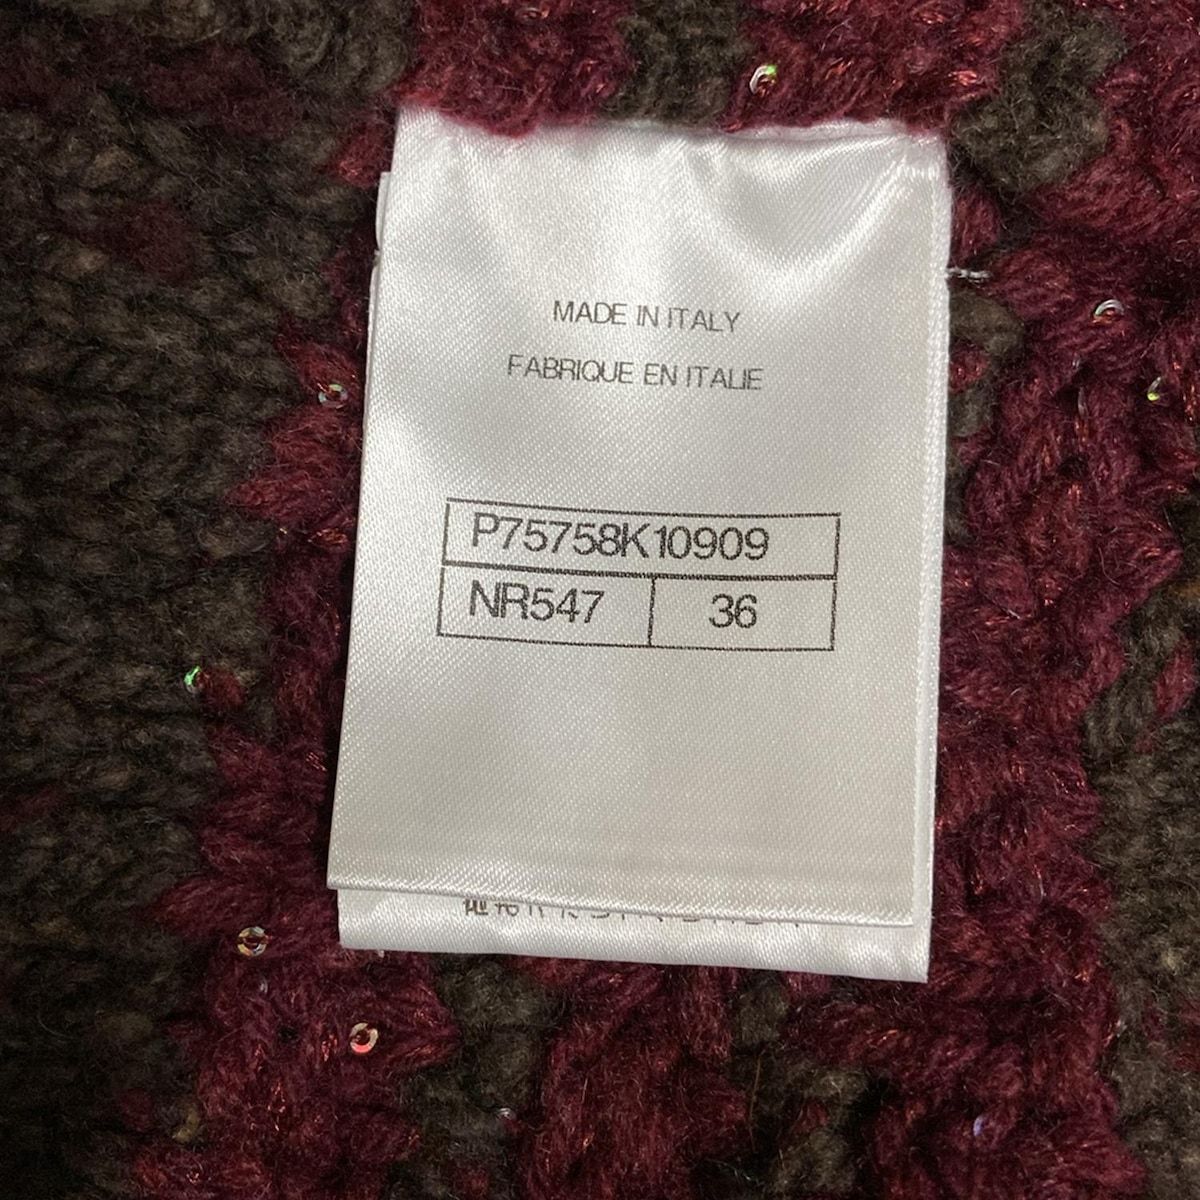 MADE IN ITALY
FABRIQUE EN ITALIE
P75758K10909
NR547 36